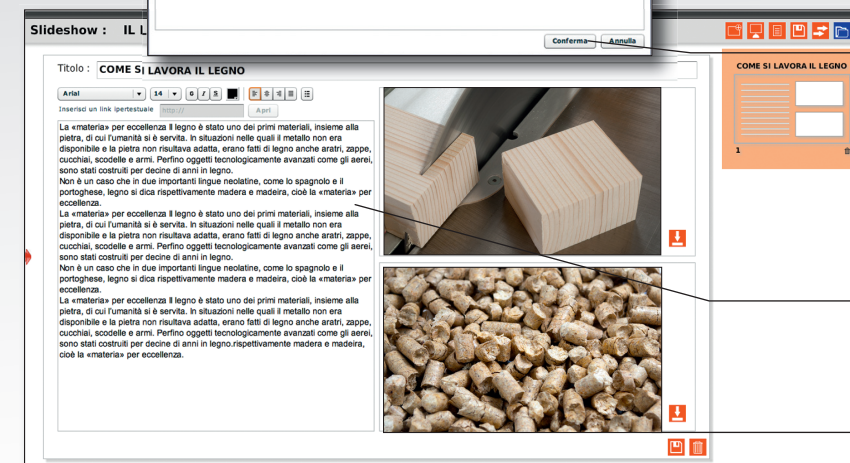 Conferma Annulla
Slideshow : IL L
Titolo : COME SI LAVORA IL LEGNO
Arial 14 G I S
Inserisci un link ipertestuale http:// Apri
La «materia» per eccellenza Il legno è stato uno dei primi materiali, insieme alla
pietra, di cui l'umanità si è servita. In situazioni nelle quali il metallo non era
disponibile e la pietra non risultava adatta, erano fatti di legno anche aratri, zappe,
cucchiai, scodelle e armi. Perfino oggetti tecnologicamente avanzati come gli aerei,
sono stati costruiti per decine di anni in legno.
Non è un caso che in due importanti lingue neolatine, come lo spagnolo e il
portoghese, legno si dica rispettivamente madera e madeira, cioè la «materia» per
eccellenza.
La «materia» per eccellenza Il legno è stato uno dei primi materiali, insieme alla
pietra, di cui l'umanità si è servita. In situazioni nelle quali il metallo non era
disponibile e la pietra non risultava adatta, erano fatti di legno anche aratri, zappe,
cucchiai, scodelle e armi. Perfino oggetti tecnologicamente avanzati come gli aerei,
sono stati costruiti per decine di anni in legno.
Non è un caso che in due importanti lingue neolatine, come lo spagnolo e il
portoghese, legno si dica rispettivamente madera e madeira, cioè la «materia» per
eccellenza.
La «materia» per eccellenza Il legno è stato uno dei primi materiali, insieme alla
pietra, di cui l'umanità si è servita. In situazioni nelle quali il metallo non era
disponibile e la pietra non risultava adatta, erano fatti di legno anche aratri, zappe,
cucchiai, scodelle e armi. Perfino oggetti tecnologicamente avanzati come gli aerei,
sono stati costruiti per decine di anni in legno.rispettivamente madera e madeira,
cioè la «materia» per eccellenza.
COME SI LAVORA IL LEGNO
1